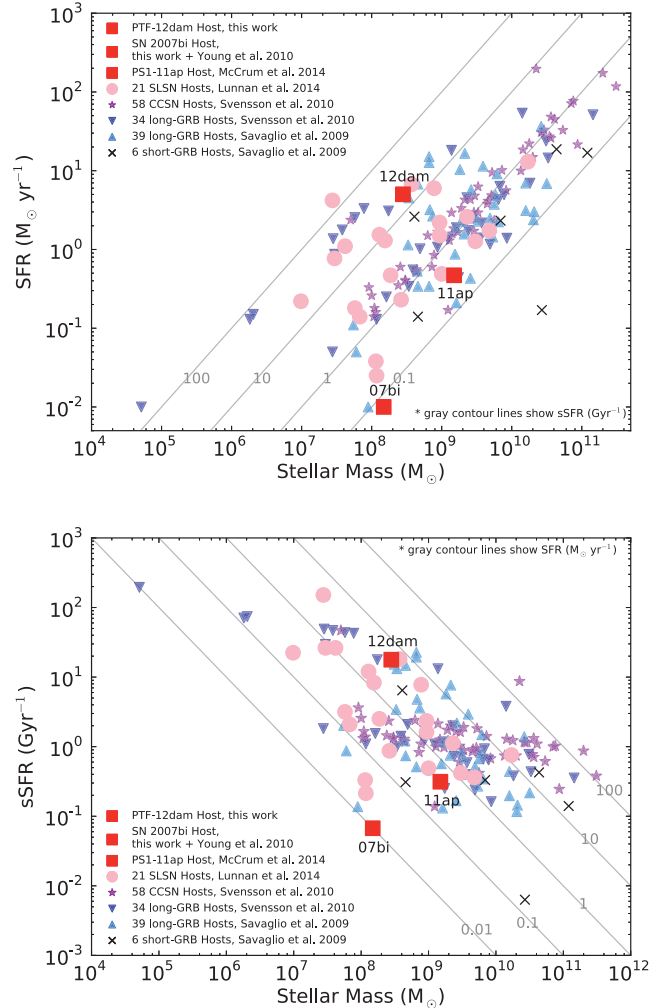 PTF-12dam Host, this work
SN 2007bi Host,
this work + Young et al. 2010
PS1-11ap Host, McCrum et al. 2014
21 SLSN Hosts, Lunnan et al. 2014
58 CCSN Hosts, Svensson et al. 2010
34 long-GRB Hosts, Svensson et al. 2010
39 long-GRB Hosts, Savaglio et al. 2009
6 short-GRB Hosts, Savaglio et al. 2009
10³
10²
10¹
10⁰
10⁻¹
10⁻²
SFR (M⊙ yr⁻¹)
12dam
11ap
07bi
100
10
1
0.1
* gray contour lines show sSFR (Gyr⁻¹)
10⁴ 10⁵ 10⁶ 10⁷ 10⁸ 10⁹ 10¹⁰ 10¹¹
Stellar Mass (M⊙)
* gray contour lines show SFR (M⊙ yr⁻¹)
10³
10²
10¹
10⁰
10⁻¹
10⁻²
10⁻³
sSFR (Gyr⁻¹)
12dam
11ap
07bi
100
10
1
0.1
0.01
PTF-12dam Host, this work
SN 2007bi Host,
this work + Young et al. 2010
PS1-11ap Host, McCrum et al. 2014
21 SLSN Hosts, Lunnan et al. 2014
58 CCSN Hosts, Svensson et al. 2010
34 long-GRB Hosts, Svensson et al. 2010
39 long-GRB Hosts, Savaglio et al. 2009
6 short-GRB Hosts, Savaglio et al. 2009
10⁴ 10⁵ 10⁶ 10⁷ 10⁸ 10⁹ 10¹⁰ 10¹¹ 10¹²
Stellar Mass (M⊙)